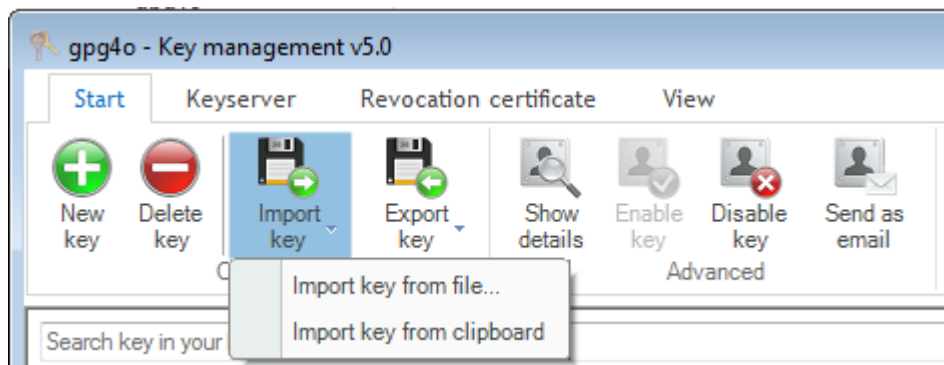 gpg4o - Key management v5.0
Start Keyserver Revocation certificate View
New key
Delete key
Import key
Export key
Show details
Enable key
Disable key
Send as email
Advanced
Import key from file...
Import key from clipboard
Search key in your